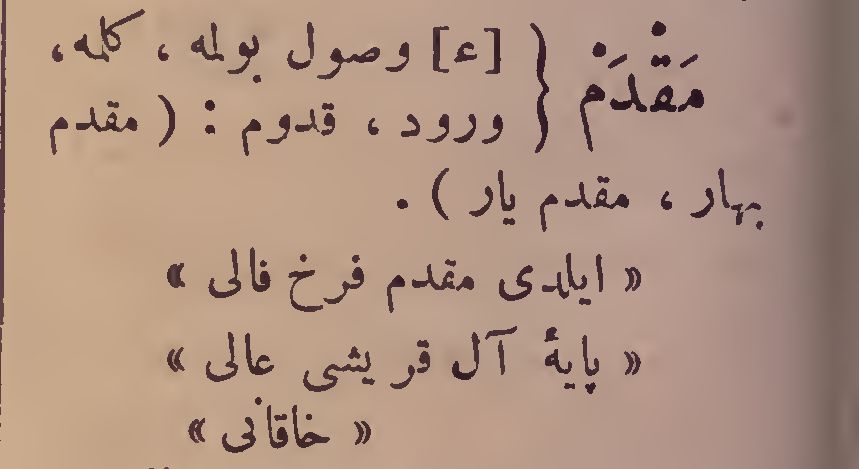 مَقْدَمْ { [ء] وصول بولمه ، كلمه ،
ورود ، قدوم : ( مقدم
بهار ، مقدم يار ) .
« ايلدى مقدم فرخ فالى »
« پايهٔ آل قريشى عالى »
« خاقانى »